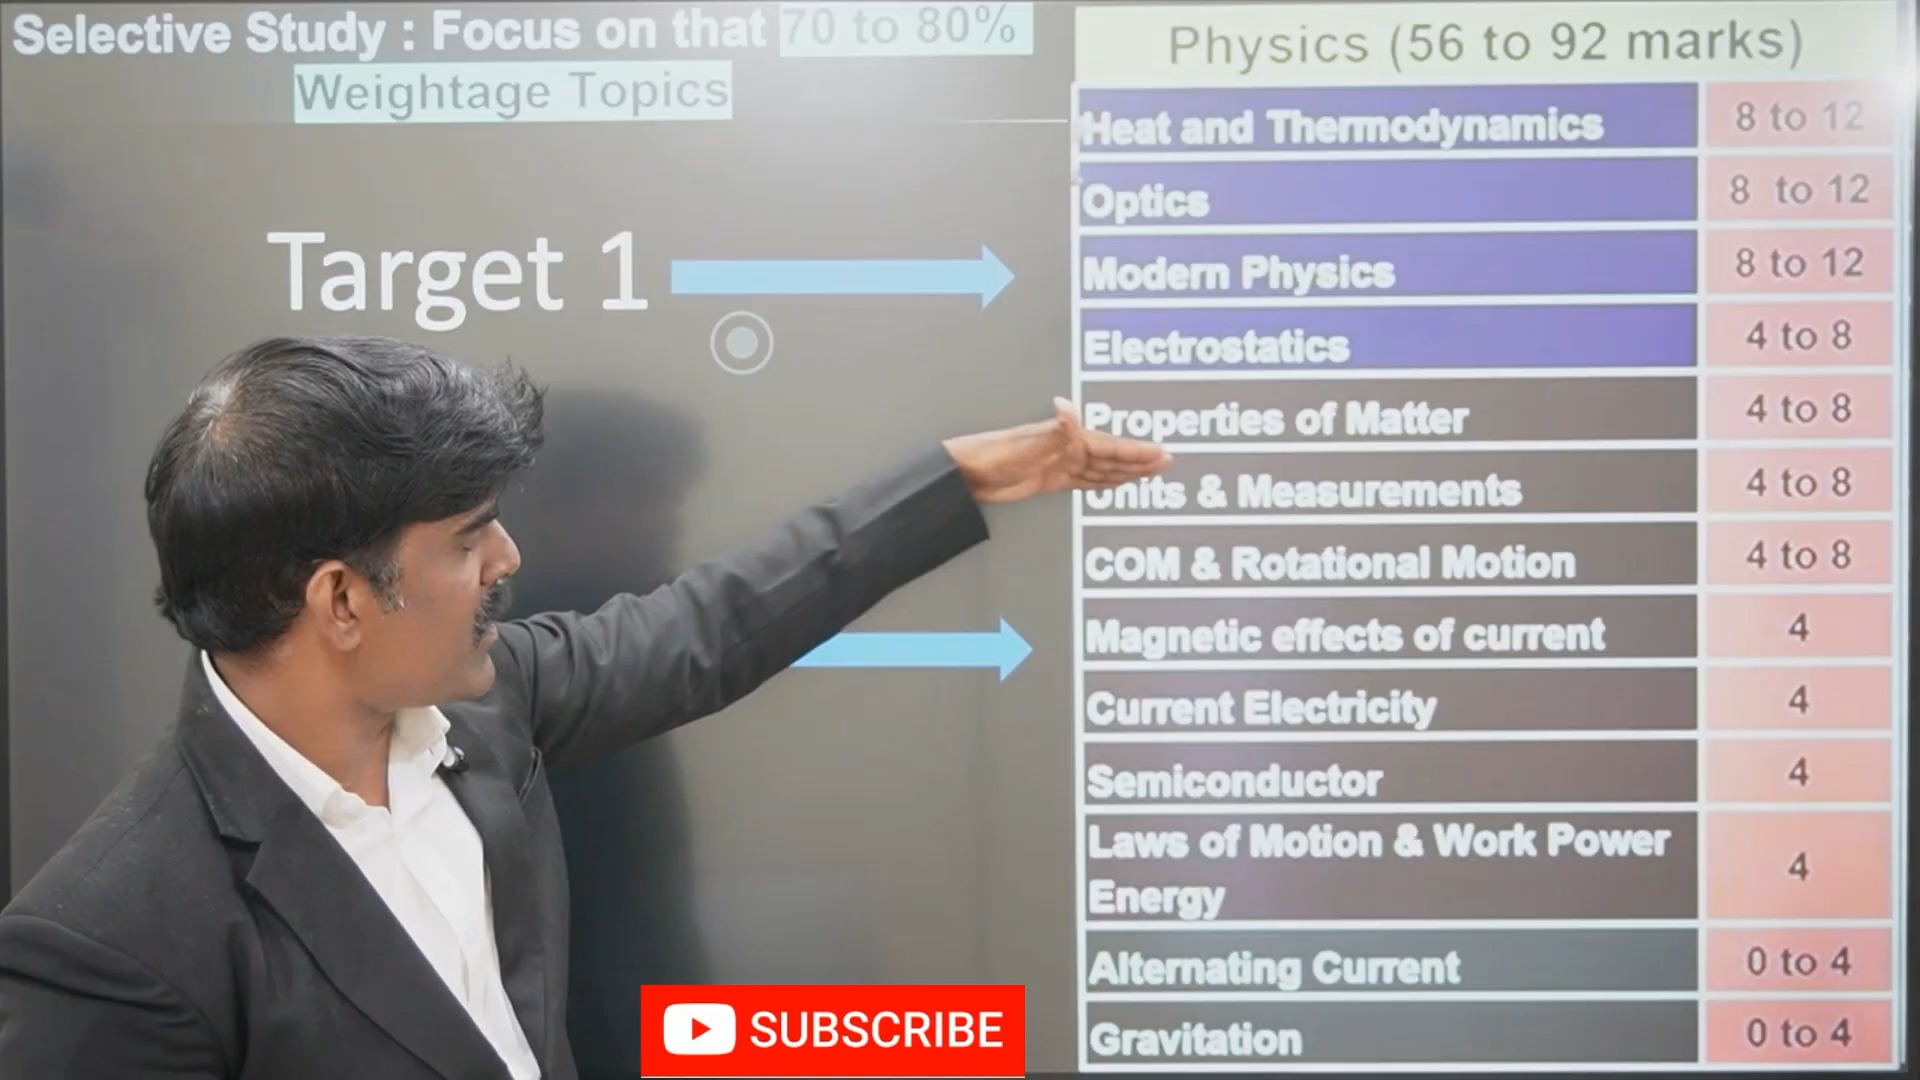 Selective Study : Focus on that 70 to 80%
Weightage Topics
Target 1
Physics (56 to 92 marks)
Heat and Thermodynamics 8 to 12
Optics 8 to 12
Modern Physics 8 to 12
Electrostatics 4 to 8
Properties of Matter 4 to 8
Units & Measurements 4 to 8
COM & Rotational Motion 4 to 8
Magnetic effects of current 4
Current Electricity 4
Semiconductor 4
Laws of Motion & Work Power
Energy 4
Alternating Current 0 to 4
Gravitation 0 to 4
SUBSCRIBE